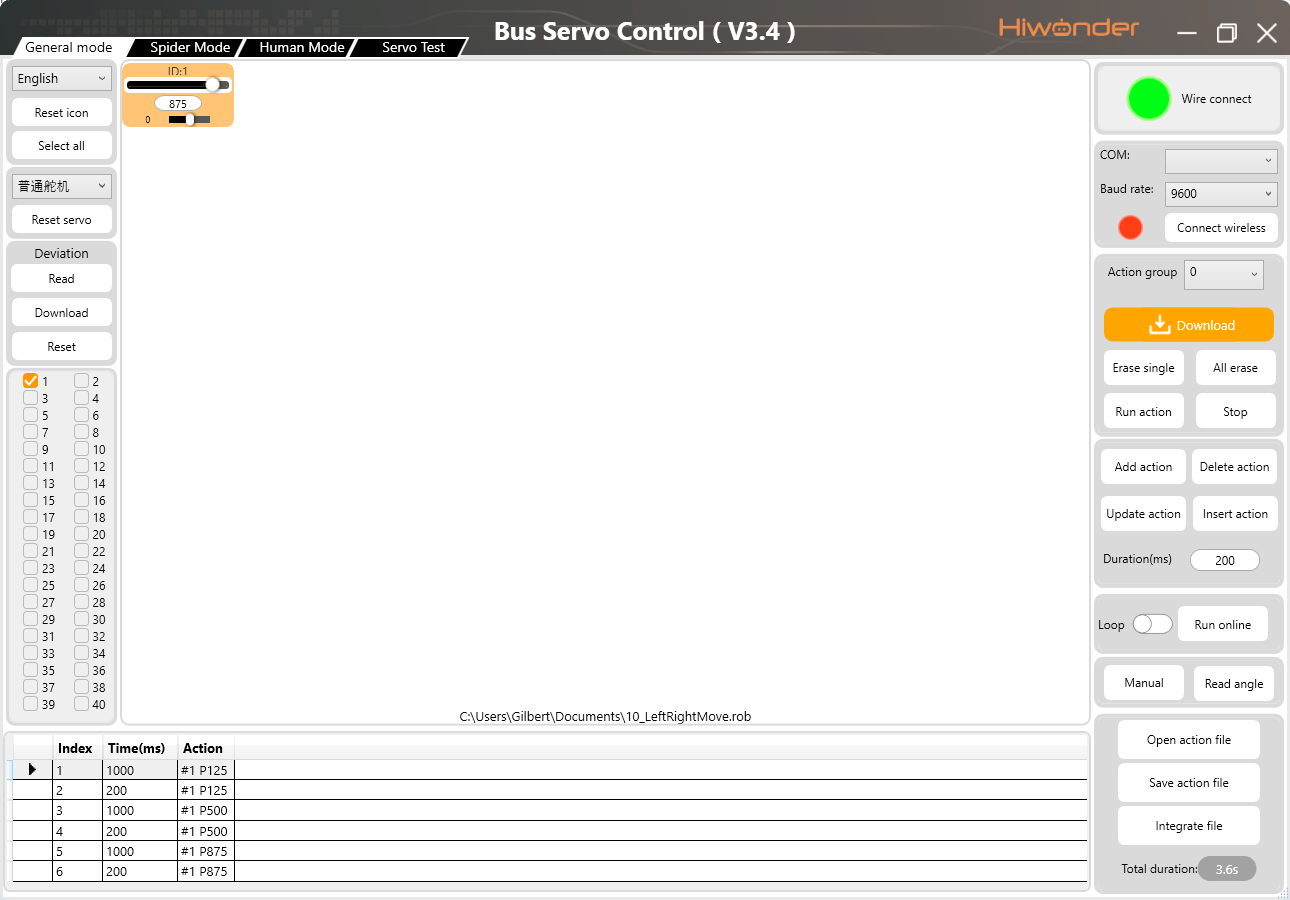 Bus Servo Control ( V3.4 )
Hiwonder
General mode
Spider Mode
Human Mode
Servo Test
English
Reset icon
Select all
普通舵机
Reset servo
Deviation
Read
Download
Reset
1 2
3 4
5 6
7 8
9 10
11 12
13 14
15 16
17 18
19 20
21 22
23 24
25 26
27 28
29 30
31 32
33 34
35 36
37 38
39 40
ID:1
875
0
C:\Users\Gilbert\Documents\10_LeftRightMove.rob
Wire connect
COM:
Baud rate: 9600
Connect wireless
Action group 0
Download
Erase single All erase
Run action Stop
Add action Delete action
Update action Insert action
Duration(ms) 200
Loop Run online
Manual Read angle
Open action file
Save action file
Integrate file
Total duration: 3.6s
Index Time(ms) Action
1 1000 #1 P125
2 200 #1 P125
3 1000 #1 P500
4 200 #1 P500
5 1000 #1 P875
6 200 #1 P875